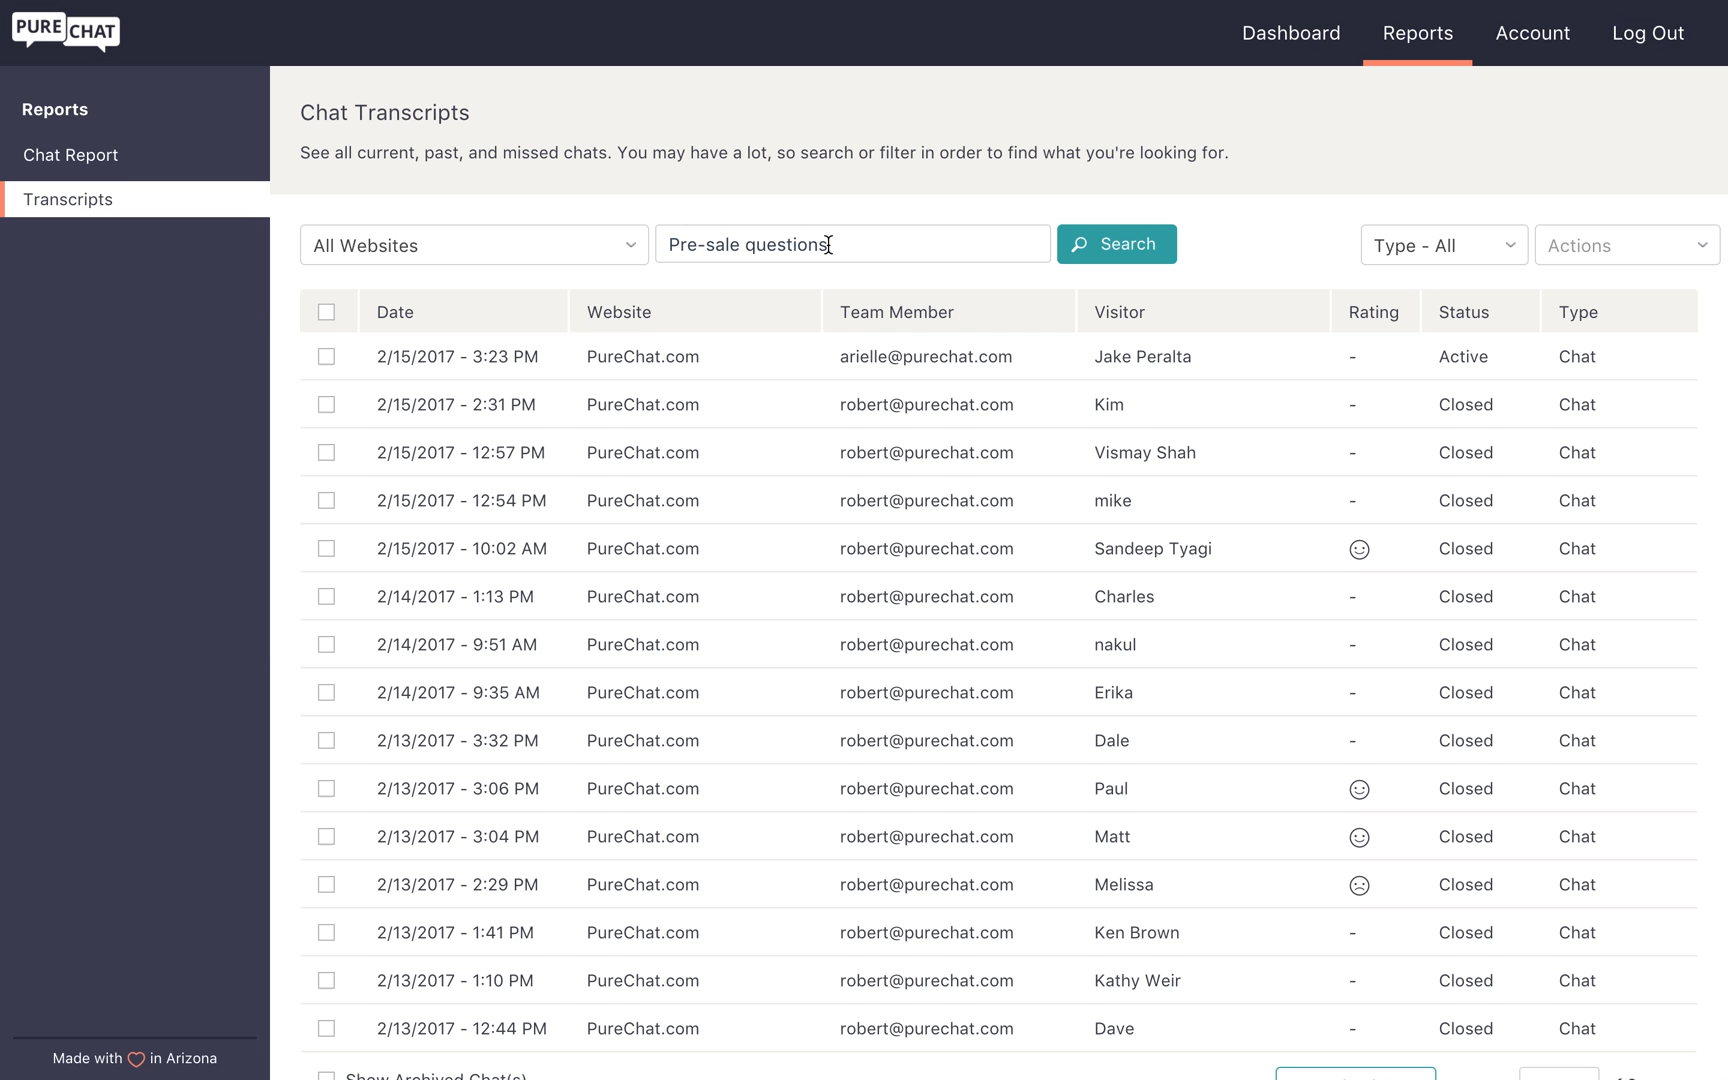 PURE CHAT
Dashboard
Reports
Account
Log Out
Reports
Chat Report
Transcripts
Chat Transcripts
See all current, past, and missed chats. You may have a lot, so search or filter in order to find what you're looking for.
All Websites
Pre-sale questions
Search
Type - All
Actions
Date Website Team Member Visitor Rating Status Type
2/15/2017 - 3:23 PM PureChat.com arielle@purechat.com Jake Peralta - Active Chat
2/15/2017 - 2:31 PM PureChat.com robert@purechat.com Kim - Closed Chat
2/15/2017 - 12:57 PM PureChat.com robert@purechat.com Vismay Shah - Closed Chat
2/15/2017 - 12:54 PM PureChat.com robert@purechat.com mike - Closed Chat
2/15/2017 - 10:02 AM PureChat.com robert@purechat.com Sandeep Tyagi Closed Chat
2/14/2017 - 1:13 PM PureChat.com robert@purechat.com Charles - Closed Chat
2/14/2017 - 9:51 AM PureChat.com robert@purechat.com nakul - Closed Chat
2/14/2017 - 9:35 AM PureChat.com robert@purechat.com Erika - Closed Chat
2/13/2017 - 3:32 PM PureChat.com robert@purechat.com Dale - Closed Chat
2/13/2017 - 3:06 PM PureChat.com robert@purechat.com Paul Closed Chat
2/13/2017 - 3:04 PM PureChat.com robert@purechat.com Matt Closed Chat
2/13/2017 - 2:29 PM PureChat.com robert@purechat.com Melissa Closed Chat
2/13/2017 - 1:41 PM PureChat.com robert@purechat.com Ken Brown - Closed Chat
2/13/2017 - 1:10 PM PureChat.com robert@purechat.com Kathy Weir - Closed Chat
2/13/2017 - 12:44 PM PureChat.com robert@purechat.com Dave - Closed Chat
Show Archived Chat(s)
Made with in Arizona